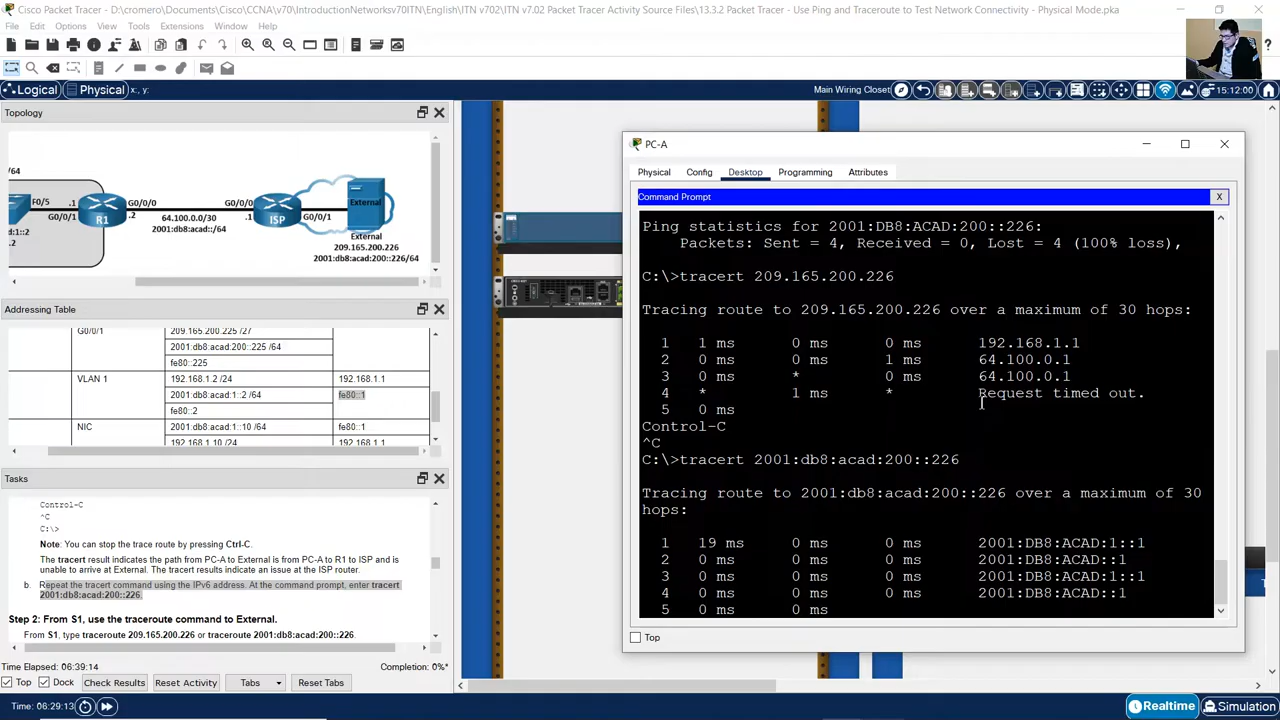 Cisco Packet Tracer - D:\cromero\Documents\Cisco\CCNA\v70\IntroductionNetworksv70ITN\English\ITN v702\ITN v7.02 Packet Tracer Activity Source Files\13.3.2 Packet Tracer - Use Ping and Traceroute to Test Network Connectivity - Physical Mode.pka
File Edit Options View Tools Extensions Window Help
Logical Physical x: , y:
Main Wiring Closet
15:12:00
Topology
/64
F0/5
.1
G0/0/0
G0/0/0
External
G0/0/1
R1
.2
64.100.0.0/30
.1
ISP
G0/0/1
1::2
2001:db8:acad::/64
External
.2
209.165.200.226
2001:db8:acad:200::226/64
Addressing Table
G0/0/1
209.165.200.225 /27
2001:db8:acad:200::225 /64
fe80::225
VLAN 1
192.168.1.2 /24
192.168.1.1
2001:db8:acad:1::2 /64
fe80::1
fe80::2
NIC
2001:db8:acad:1::10 /64
fe80::1
192.168.1.10 /24
192.168.1.1
Tasks
Control-C
^C
C:\>
Note: You can stop the trace route by pressing Ctrl-C.
The tracert result indicates the path from PC-A to External is from PC-A to R1 to ISP and is
unable to arrive at External. The tracert results indicate an issue at the ISP router.
b. Repeat the tracert command using the IPv6 address. At the command prompt, enter tracert
2001:db8:acad:200::226.
Step 2: From S1, use the traceroute command to External.
From S1, type traceroute 209.165.200.226 or traceroute 2001:db8:acad:200::226.
Time Elapsed: 06:39:14
Completion: 0%*
Top Dock Check Results Reset Activity Tabs Reset Tabs
Time: 06:29:13
Realtime Simulation
PC-A
Physical Config Desktop Programming Attributes
Command Prompt
X
Ping statistics for 2001:DB8:ACAD:200::226:
Packets: Sent = 4, Received = 0, Lost = 4 (100% loss),
C:\>tracert 209.165.200.226
Tracing route to 209.165.200.226 over a maximum of 30 hops:
1 1 ms 0 ms 0 ms 192.168.1.1
2 0 ms 0 ms 1 ms 64.100.0.1
3 0 ms * 0 ms 64.100.0.1
4 * 1 ms * Request timed out.
5 0 ms
Control-C
^C
C:\>tracert 2001:db8:acad:200::226
Tracing route to 2001:db8:acad:200::226 over a maximum of 30
hops:
1 19 ms 0 ms 0 ms 2001:DB8:ACAD:1::1
2 0 ms 0 ms 0 ms 2001:DB8:ACAD::1
3 0 ms 0 ms 0 ms 2001:DB8:ACAD:1::1
4 0 ms 0 ms 0 ms 2001:DB8:ACAD::1
5 0 ms 0 ms
Top